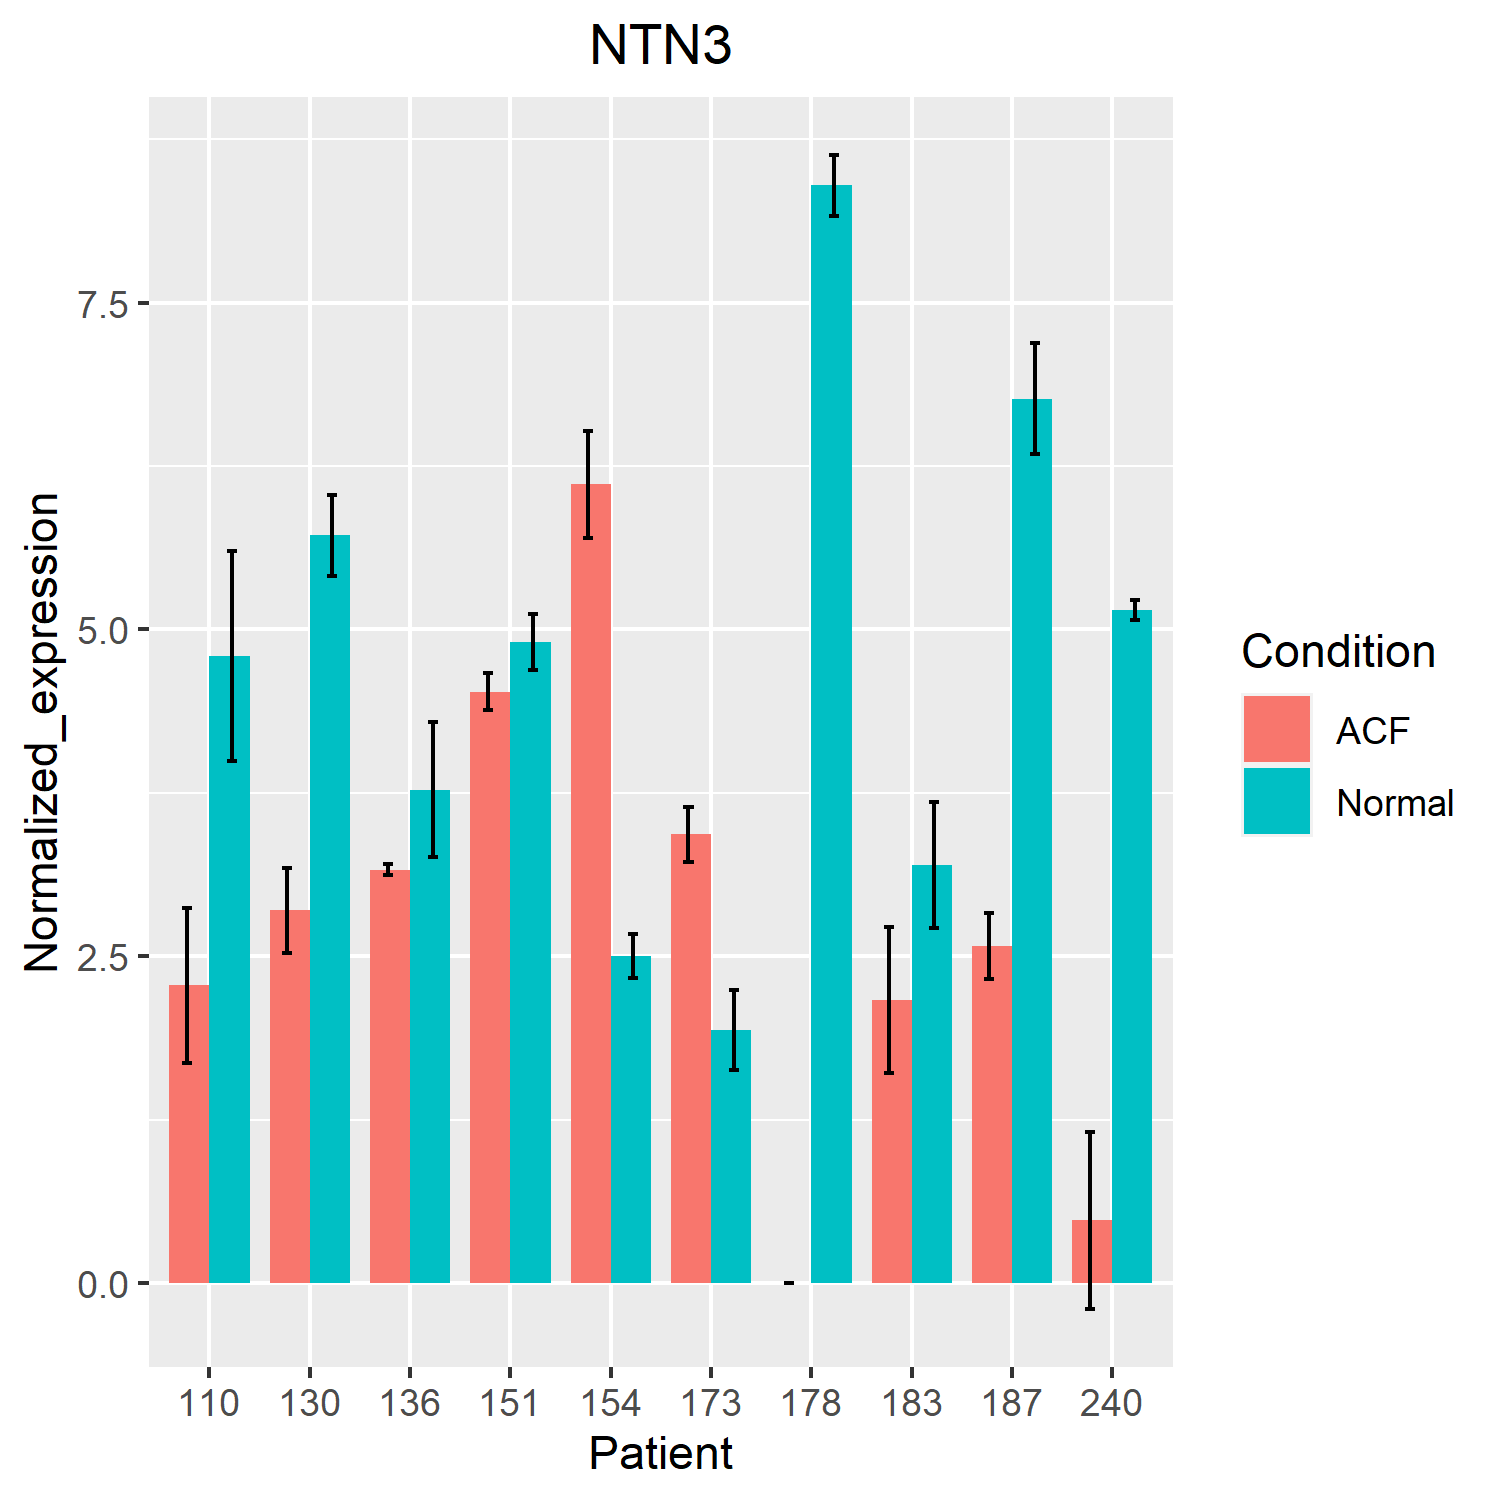 NTN3
Normalized_expression
7.5
5.0
2.5
0.0
110 130 136 151 154 173 178 183 187 240
Patient
Condition
ACF
Normal